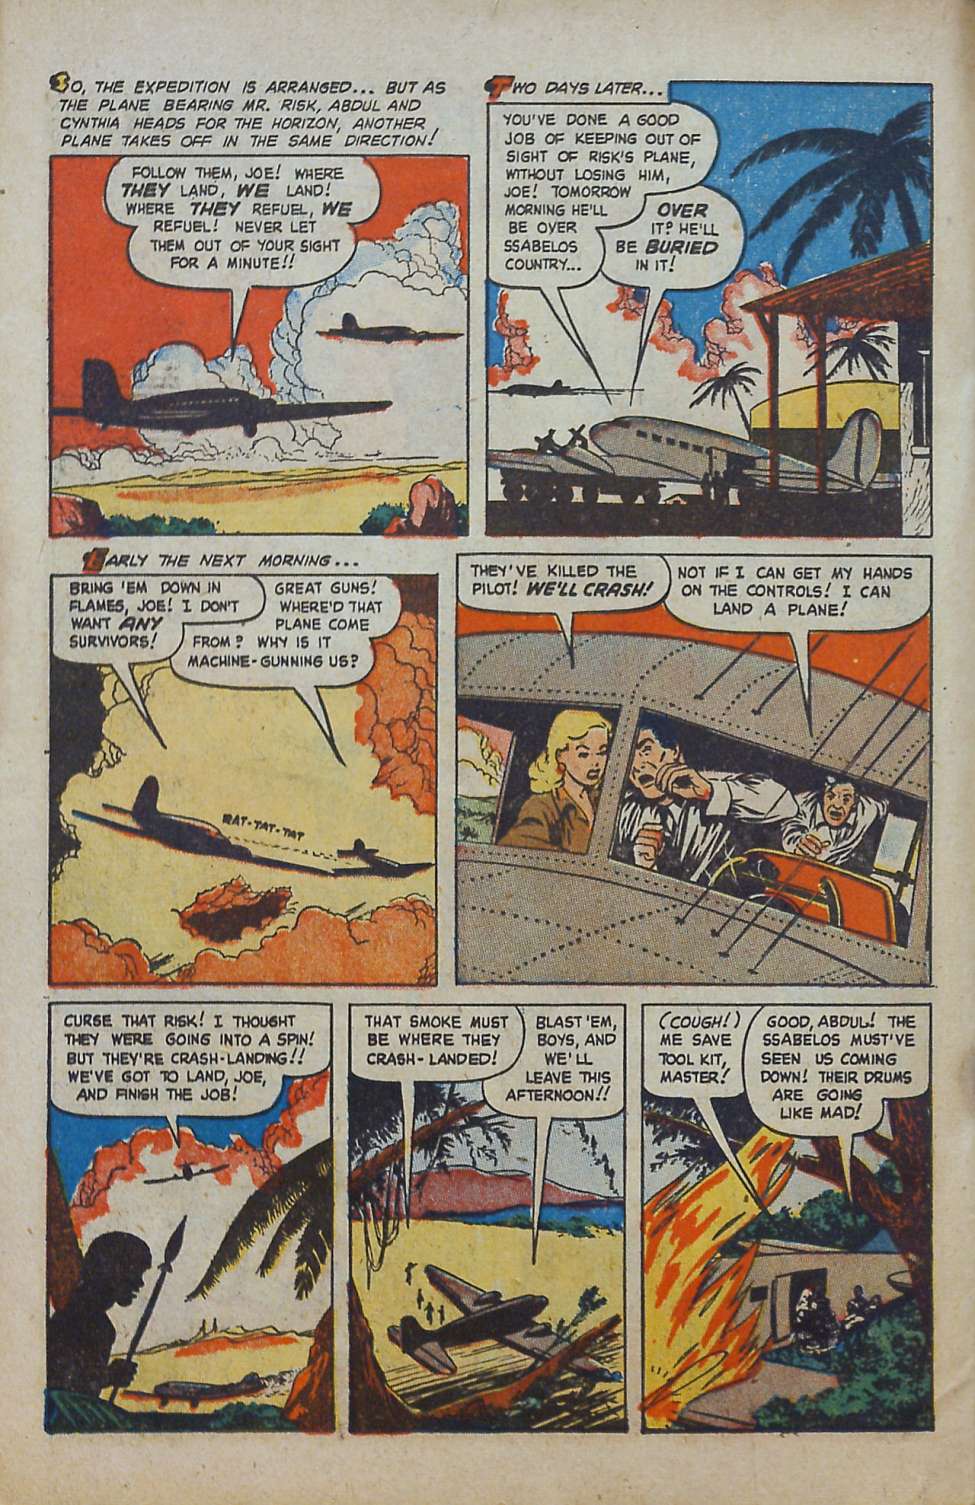 SO, THE EXPEDITION IS ARRANGED... BUT AS
THE PLANE BEARING MR. RISK, ABDUL AND
CYNTHIA HEADS FOR THE HORIZON, ANOTHER
PLANE TAKES OFF IN THE SAME DIRECTION!
FOLLOW THEM, JOE! WHERE
THEY LAND, WE LAND!
WHERE THEY REFUEL, WE
REFUEL! NEVER LET
THEM OUT OF YOUR SIGHT
FOR A MINUTE!!
TWO DAYS LATER...
YOU'VE DONE A GOOD
JOB OF KEEPING OUT OF
SIGHT OF RISK'S PLANE,
WITHOUT LOSING HIM,
JOE! TOMORROW
MORNING HE'LL
BE OVER
SSABELOS
COUNTRY...
OVER
IT? HE'LL
BE BURIED
IN IT!
EARLY THE NEXT MORNING...
BRING 'EM DOWN IN
FLAMES, JOE! I DON'T
WANT ANY
SURVIVORS!
GREAT GUNS!
WHERE'D THAT
PLANE COME
FROM? WHY IS IT
MACHINE-GUNNING US?
RAT-TAT-TAT
THEY'VE KILLED THE
PILOT! WE'LL CRASH!
NOT IF I CAN GET MY HANDS
ON THE CONTROLS! I CAN
LAND A PLANE!
CURSE THAT RISK! I THOUGHT
THEY WERE GOING INTO A SPIN!
BUT THEY'RE CRASH-LANDING!!
WE'VE GOT TO LAND, JOE,
AND FINISH THE JOB!
THAT SMOKE MUST
BE WHERE THEY
CRASH-LANDED!
BLAST 'EM,
BOYS, AND
WE'LL
LEAVE THIS
AFTERNOON!!
(COUGH!)
ME SAVE
TOOL KIT,
MASTER!
GOOD, ABDUL! THE
SSABELOS MUST'VE
SEEN US COMING
DOWN! THEIR DRUMS
ARE GOING
LIKE MAD!